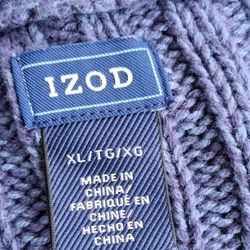 IZOD
XL/TG/XG
MADE IN
CHINA/
FABRIQUÉ EN
CHINE/
HECHO EN
CHINA